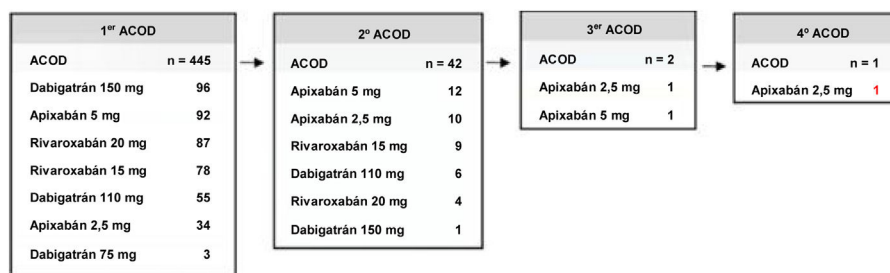 1er ACOD
ACOD n = 445
Dabigatrán 150 mg 96
Apixabán 5 mg 92
Rivaroxabán 20 mg 87
Rivaroxabán 15 mg 78
Dabigatrán 110 mg 55
Apixabán 2,5 mg 34
Dabigatrán 75 mg 3
2º ACOD
ACOD n = 42
Apixabán 5 mg 12
Apixabán 2,5 mg 10
Rivaroxabán 15 mg 9
Dabigatrán 110 mg 6
Rivaroxabán 20 mg 4
Dabigatrán 150 mg 1
3er ACOD
ACOD n = 2
Apixabán 2,5 mg 1
Apixabán 5 mg 1
4º ACOD
ACOD n = 1
Apixabán 2,5 mg 1